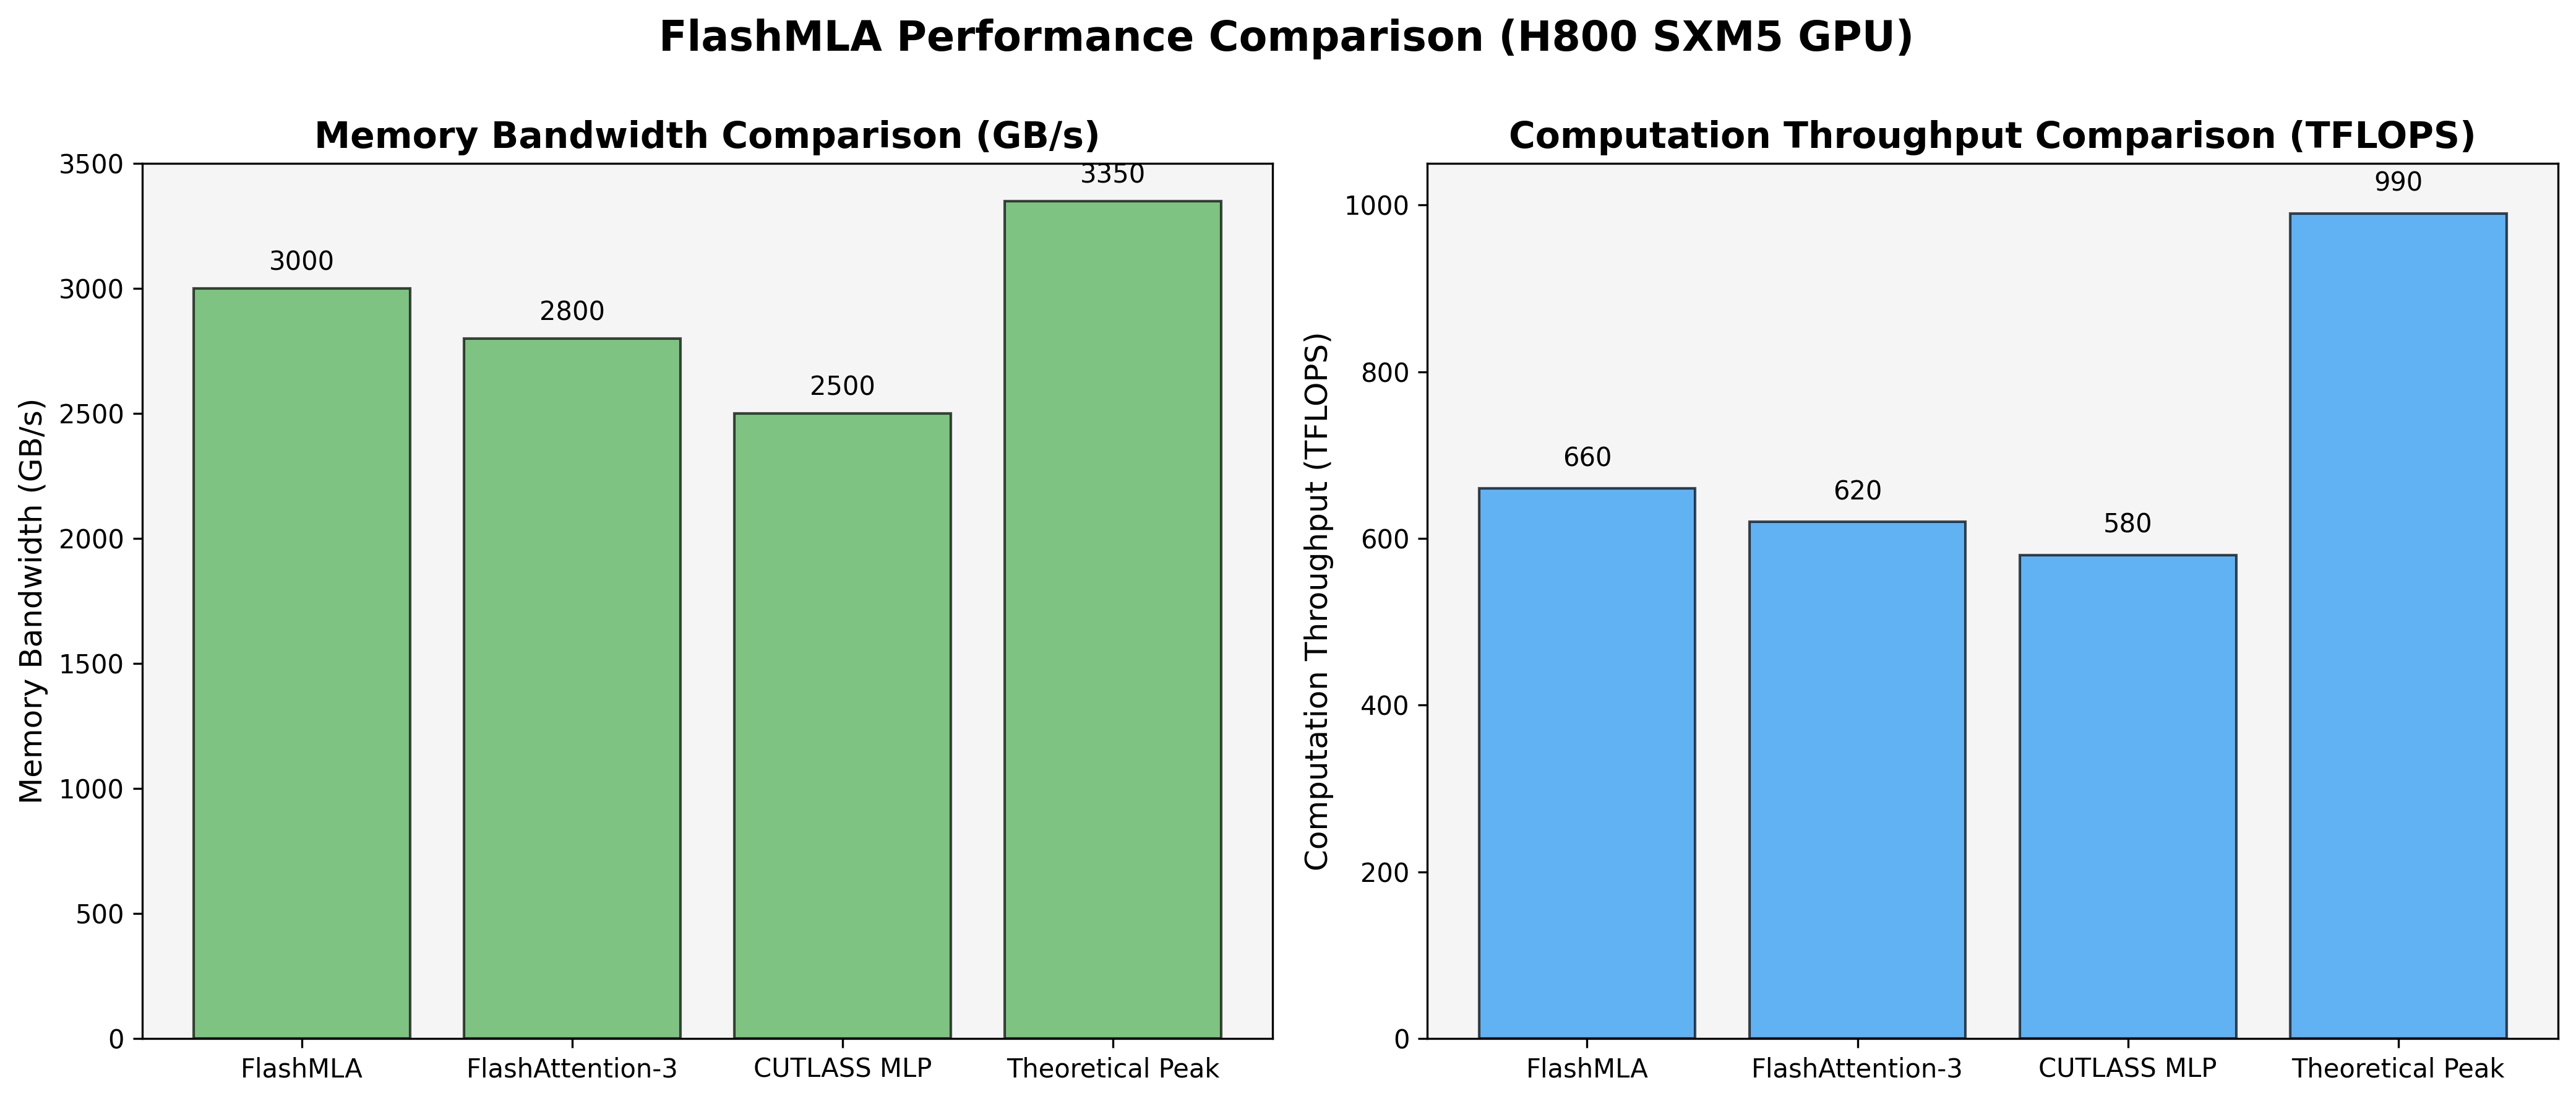 FlashMLA Performance Comparison (H800 SXM5 GPU)
Memory Bandwidth Comparison (GB/s)
Memory Bandwidth (GB/s)
3500
3000
2500
2000
1500
1000
500
0
3000
2800
2500
3350
FlashMLA
FlashAttention-3
CUTLASS MLP
Theoretical Peak
Computation Throughput Comparison (TFLOPS)
Computation Throughput (TFLOPS)
1000
800
600
400
200
0
660
620
580
990
FlashMLA
FlashAttention-3
CUTLASS MLP
Theoretical Peak